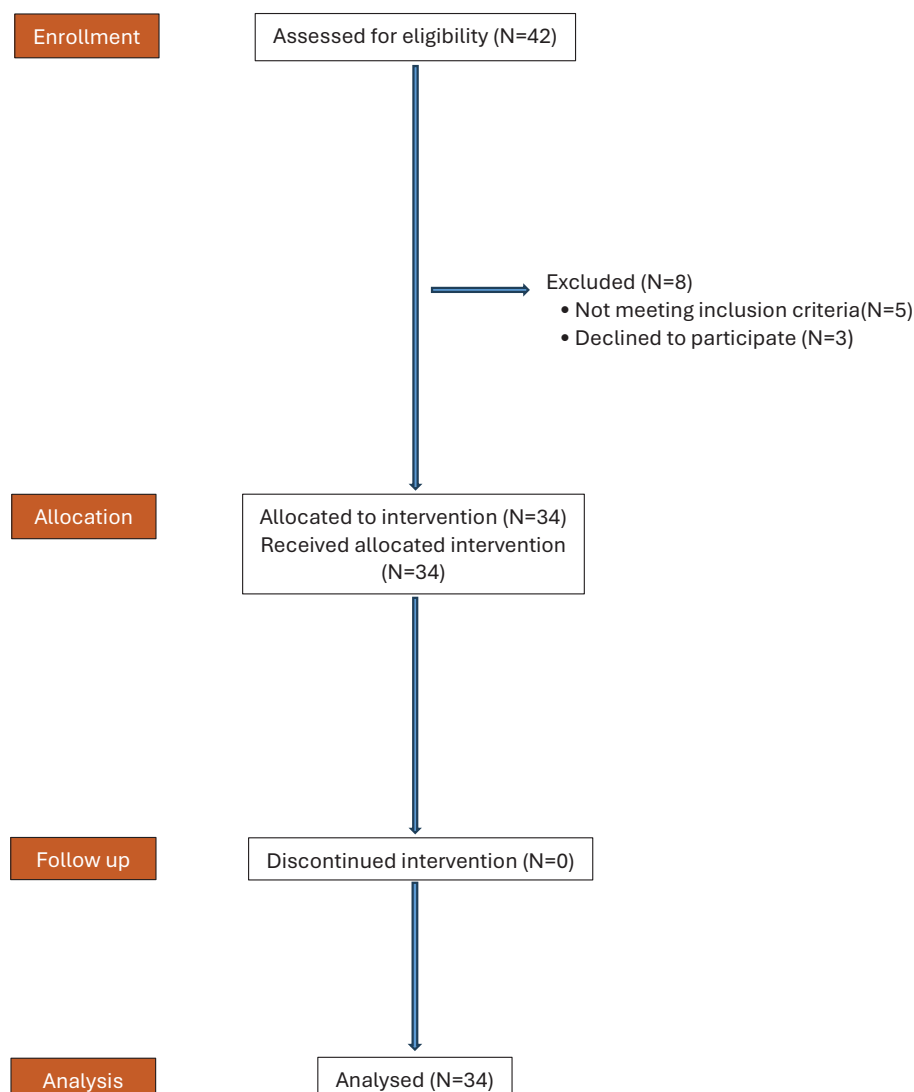 Enrollment
Assessed for eligibility (N=42)
Excluded (N=8)
• Not meeting inclusion criteria(N=5)
• Declined to participate (N=3)
Allocation
Allocated to intervention (N=34)
Received allocated intervention
(N=34)
Follow up
Discontinued intervention (N=0)
Analysis
Analysed (N=34)